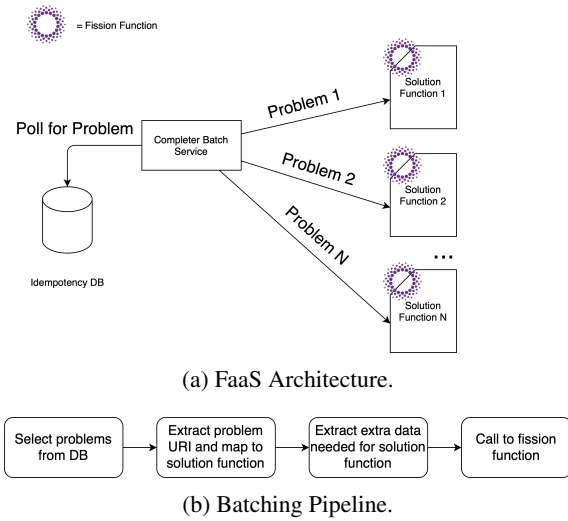 = Fission Function
Poll for Problem
Completer Batch
Service
Idempotency DB
Problem 1
Problem 2
Problem N
Solution
Function 1
Solution
Function 2
...
Solution
Function N
(a) FaaS Architecture.
Select problems
from DB
Extract problem
URI and map to
solution function
Extract extra data
needed for solution
function
Call to fission
function
(b) Batching Pipeline.